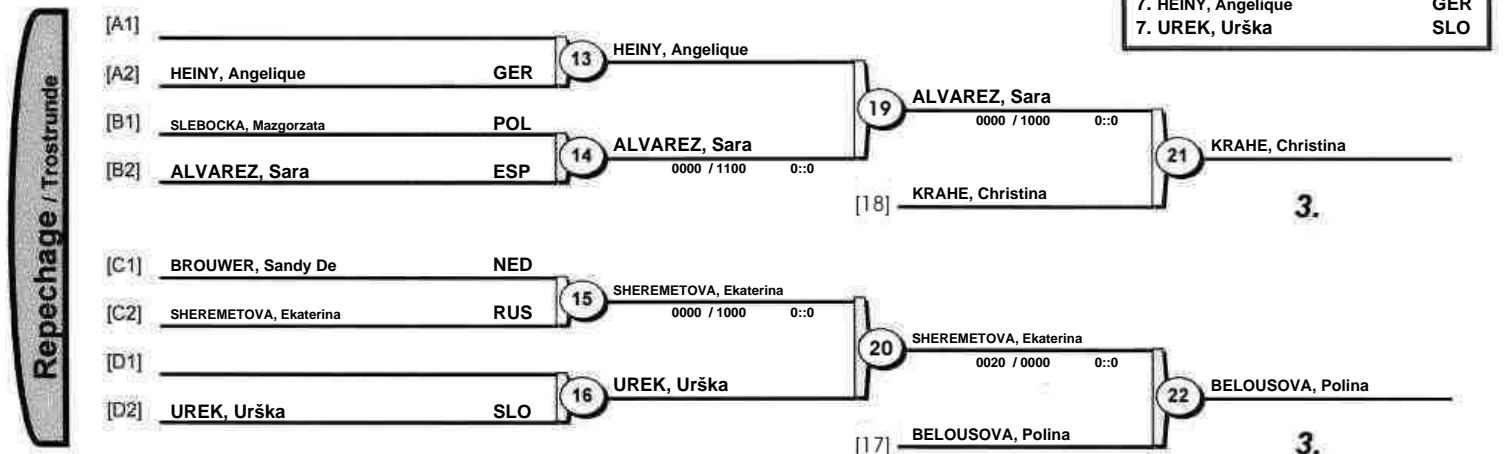 7. HEINY, Angelique GER
7. UREK, Urška SLO
Repechage / Trostrunde
[A1]
13 HEINY, Angelique
[A2] HEINY, Angelique GER
19 ALVAREZ, Sara
0000 / 1000 0::0
[B1] SLEBOCKA, Mazgorzata POL
14 ALVAREZ, Sara
0000 / 1100 0::0
21 KRAHE, Christina
[B2] ALVAREZ, Sara ESP
[18] KRAHE, Christina
3.
[C1] BROUWER, Sandy De NED
15 SHEREMETOVA, Ekaterina
0000 / 1000 0::0
[C2] SHEREMETOVA, Ekaterina RUS
20 SHEREMETOVA, Ekaterina
0020 / 0000 0::0
[D1]
16 UREK, Urška
22 BELOUSOVA, Polina
[D2] UREK, Urška SLO
[17] BELOUSOVA, Polina
3.